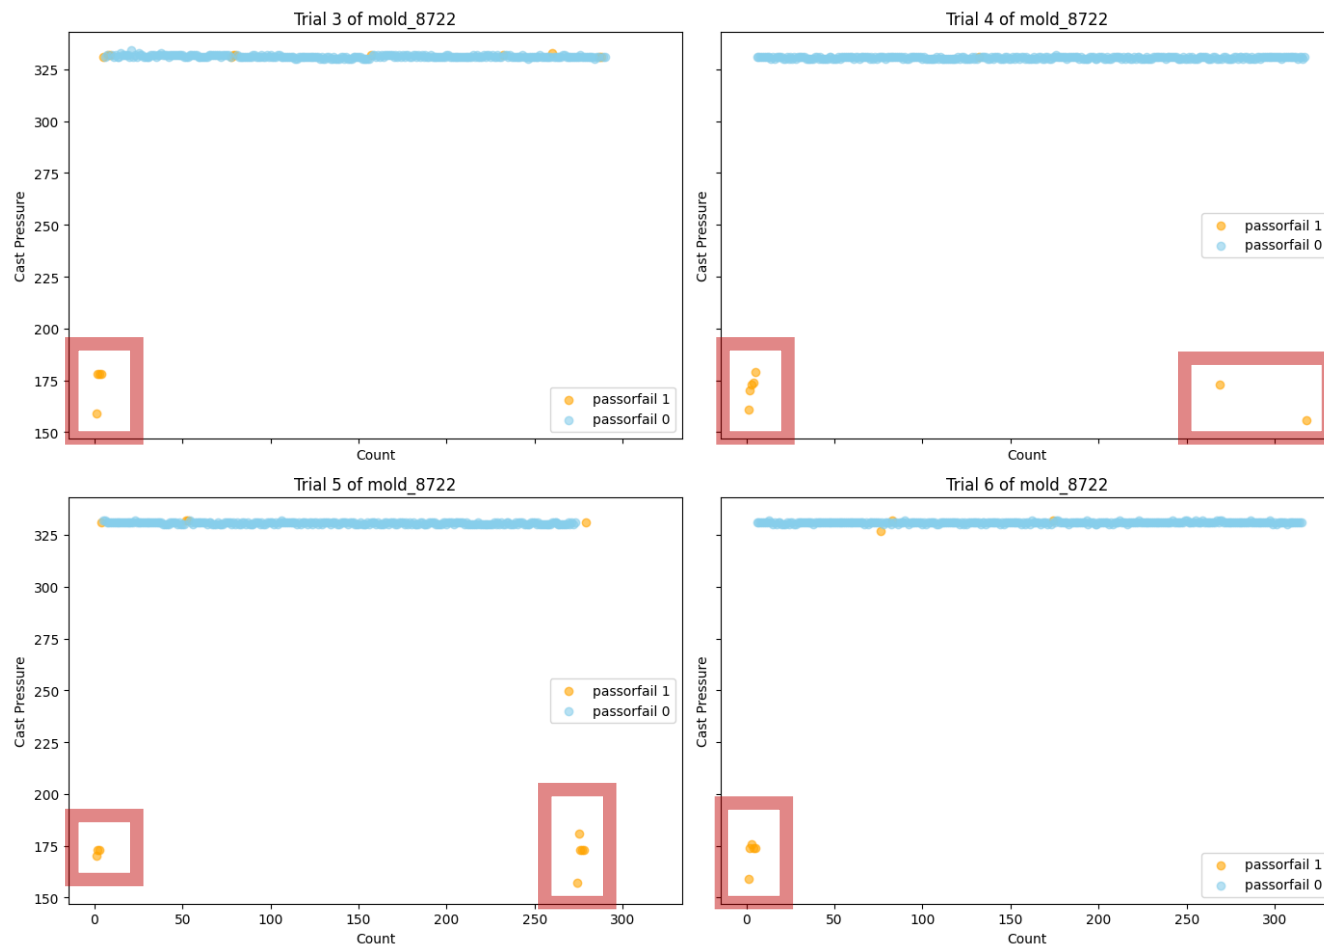 Trial 3 of mold_8722
Cast Pressure
325
300
275
250
225
200
175
150
passorfail 1
passorfail 0
Count
Trial 4 of mold_8722
Cast Pressure
passorfail 1
passorfail 0
Count
Trial 5 of mold_8722
Cast Pressure
325
300
275
250
225
200
175
150
passorfail 1
passorfail 0
0 50 100 150 200 250 300
Count
Trial 6 of mold_8722
Cast Pressure
passorfail 1
passorfail 0
0 50 100 150 200 250 300
Count